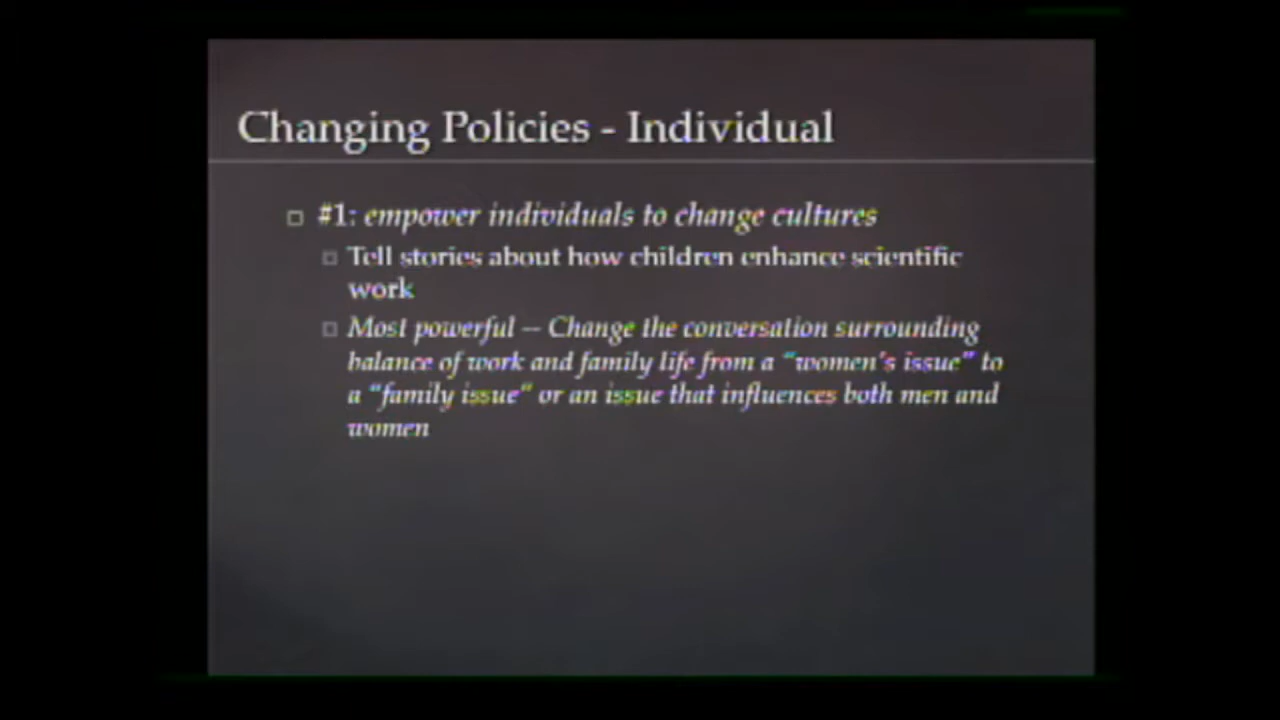 Changing Policies - Individual
#1: empower individuals to change cultures
Tell stories about how children enhance scientific
work
Most powerful -- Change the conversation surrounding
balance of work and family life from a “women’s issue” to
a “family issue” or an issue that influences both men and
women